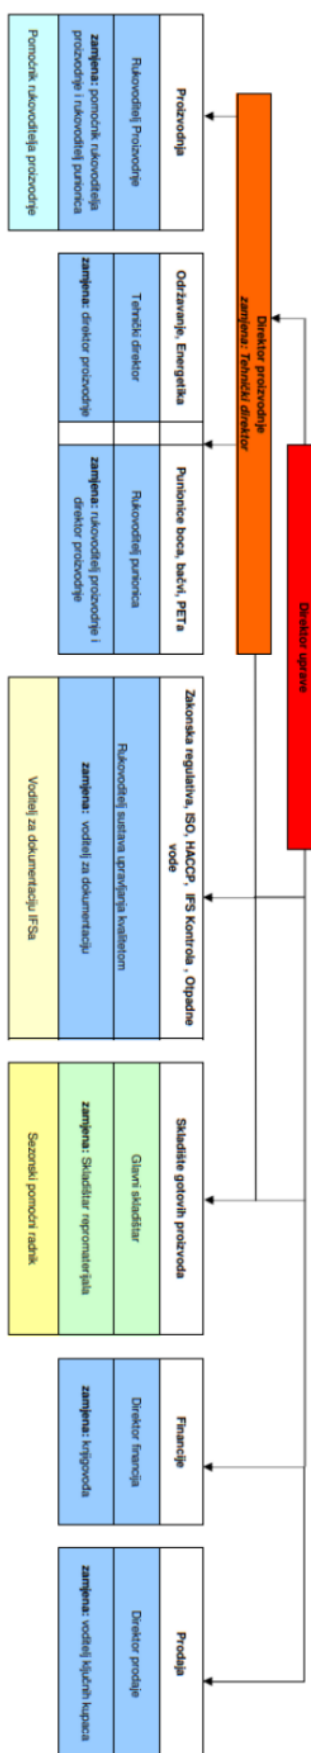 Direktor uprave
Direktor proizvodnje
zamjena: Tehnički direktor
Proizvodnja
Rukovoditelj Proizvodnje
zamjena: pomoćnik rukovoditelja
proizvodnje i rukovoditelj punionica
Pomoćnik rukovoditelja proizvodnje
Održavanje, Energetika
Tehnički direktor
zamjena: direktor proizvodnje
Punionice boca, bačvi, PETa
Rukovoditelj punionica
zamjena: rukovoditelj proizvodnje i
direktor proizvodnje
Zakonska regulativa, ISO, HACCP, IFS Kontrola , Otpadne
vode
Rukovoditelj sustava upravljanja kvalitetom
zamjena: voditelj za dokumentaciju
Voditelj za dokumentaciju IFSa
Skladište gotovih proizvoda
Glavni skladištar
zamjena: Skladištar repromaterijala
Sezonski pomoćni radnik
Financije
Direktor financija
zamjena: knjigovođa
Prodaja
Direktor prodaje
zamjena: voditelj ključnih kupaca